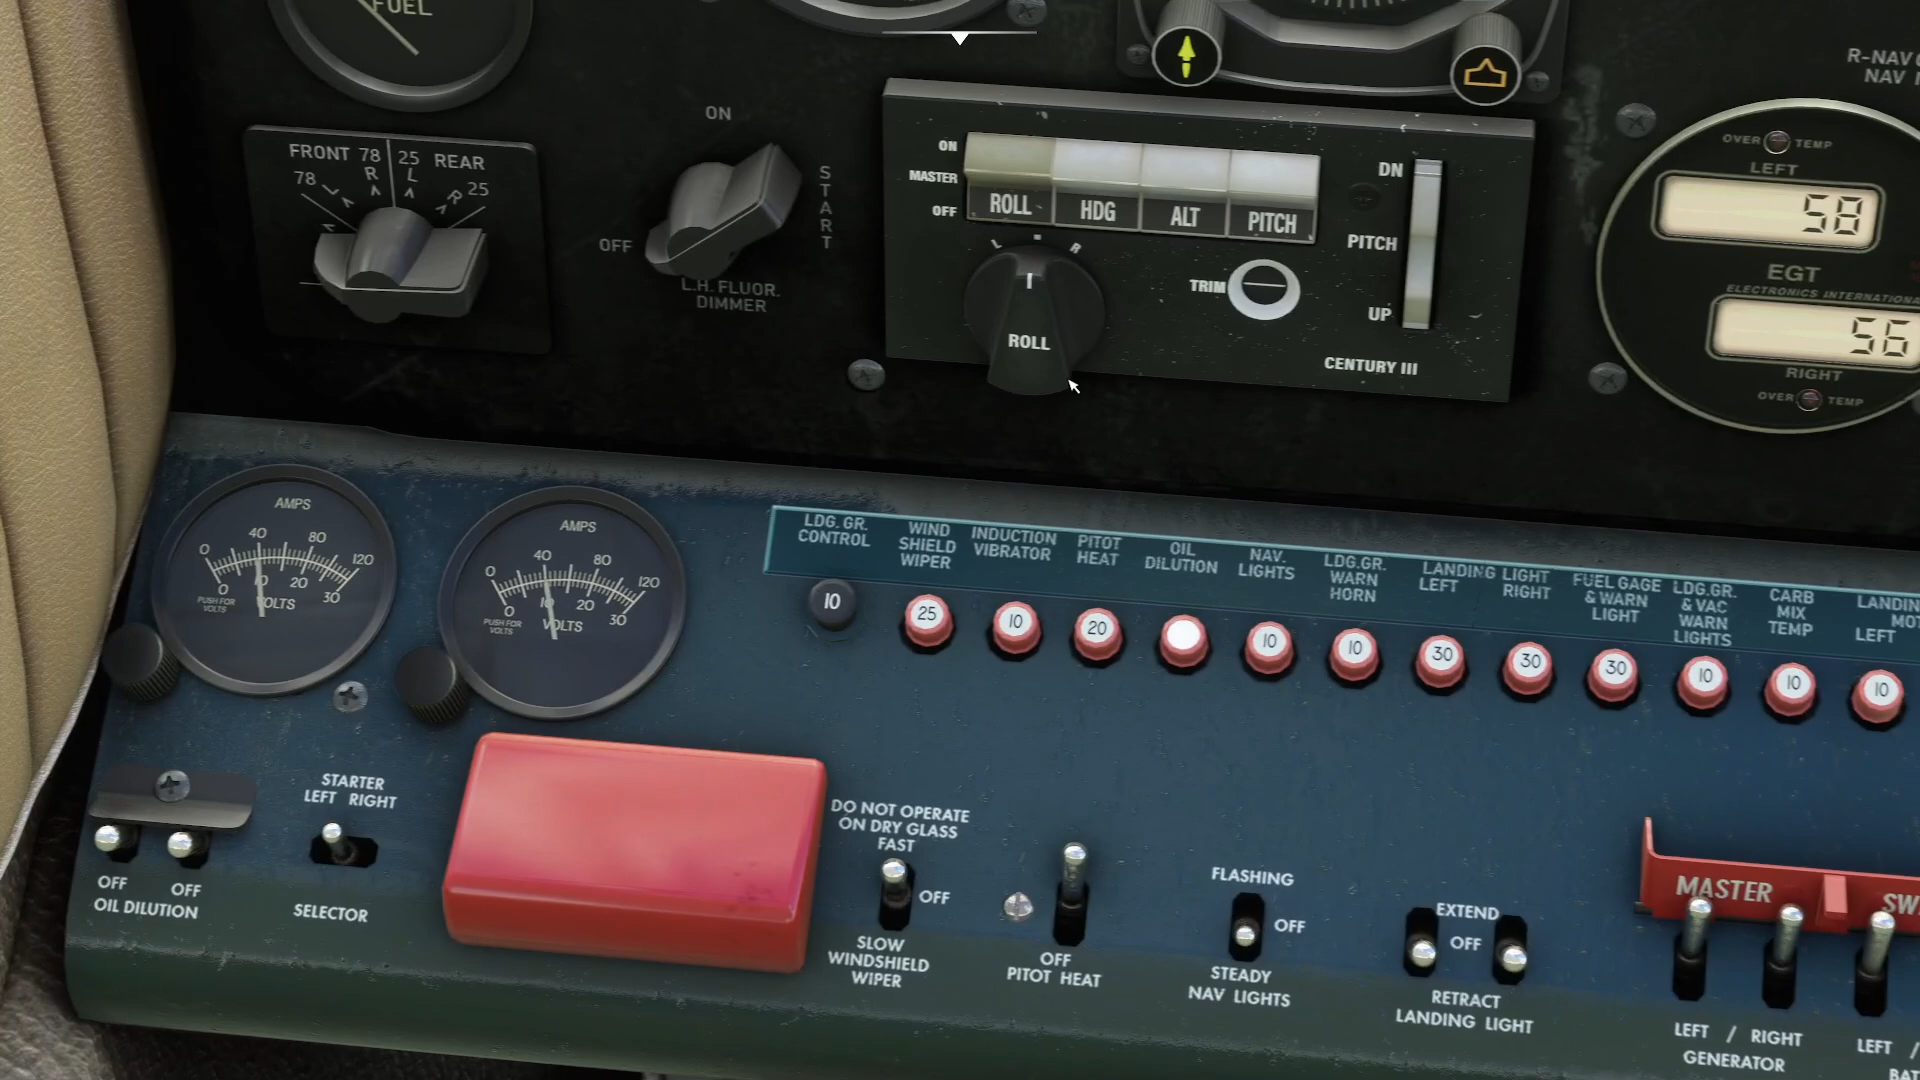 FUEL
FRONT 78
25 REAR
78
L
R
L
R
25
ON
OFF
START
L.H. FLUOR.
DIMMER
ON
MASTER
OFF
ROLL
HDG
ALT
PITCH
L
R
ROLL
TRIM
DN
PITCH
UP
CENTURY III
R-NAV
NAV
OVER TEMP
LEFT
58
EGT
ELECTRONICS INTERNATIONA
56
RIGHT
OVER TEMP
AMPS
0 40 80 120
0 10 20 30
PUSH FOR
VOLTS
VOLTS
AMPS
0 40 80 120
0 10 20 30
PUSH FOR
VOLTS
VOLTS
LDG. GR.
CONTROL
WIND
SHIELD
WIPER
INDUCTION
VIBRATOR
PITOT
HEAT
OIL
DILUTION
NAV.
LIGHTS
LDG.GR.
WARN
HORN
LANDING LIGHT
LEFT RIGHT
FUEL GAGE
& WARN
LIGHT
LDG.GR.
& VAC
WARN
LIGHTS
CARB
MIX
TEMP
LANDIN
MOT
LEFT
10
25
10
20
10
10
30
30
30
10
10
10
OFF OFF
OIL DILUTION
STARTER
LEFT RIGHT
SELECTOR
DO NOT OPERATE
ON DRY GLASS
FAST
OFF
SLOW
WINDSHIELD
WIPER
OFF
PITOT HEAT
FLASHING
OFF
STEADY
NAV LIGHTS
EXTEND
OFF
RETRACT
LANDING LIGHT
MASTER SW
LEFT / RIGHT
GENERATOR
LEFT /
BAT